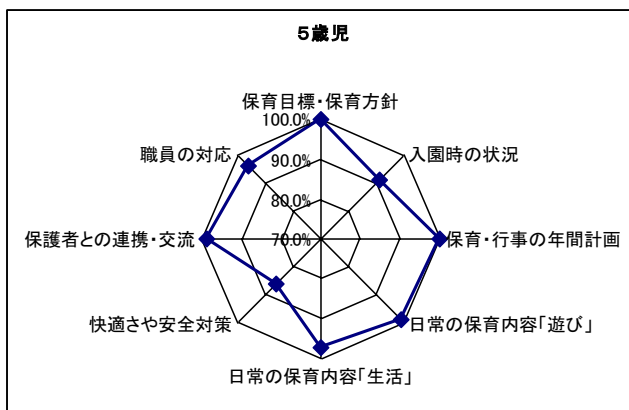 5歳児
保育目標・保育方針
100.0%
職員の対応
入園時の状況
90.0%
80.0%
保護者との連携・交流
70.0%
保育・行事の年間計画
快適さや安全対策
日常の保育内容「遊び」
日常の保育内容「生活」